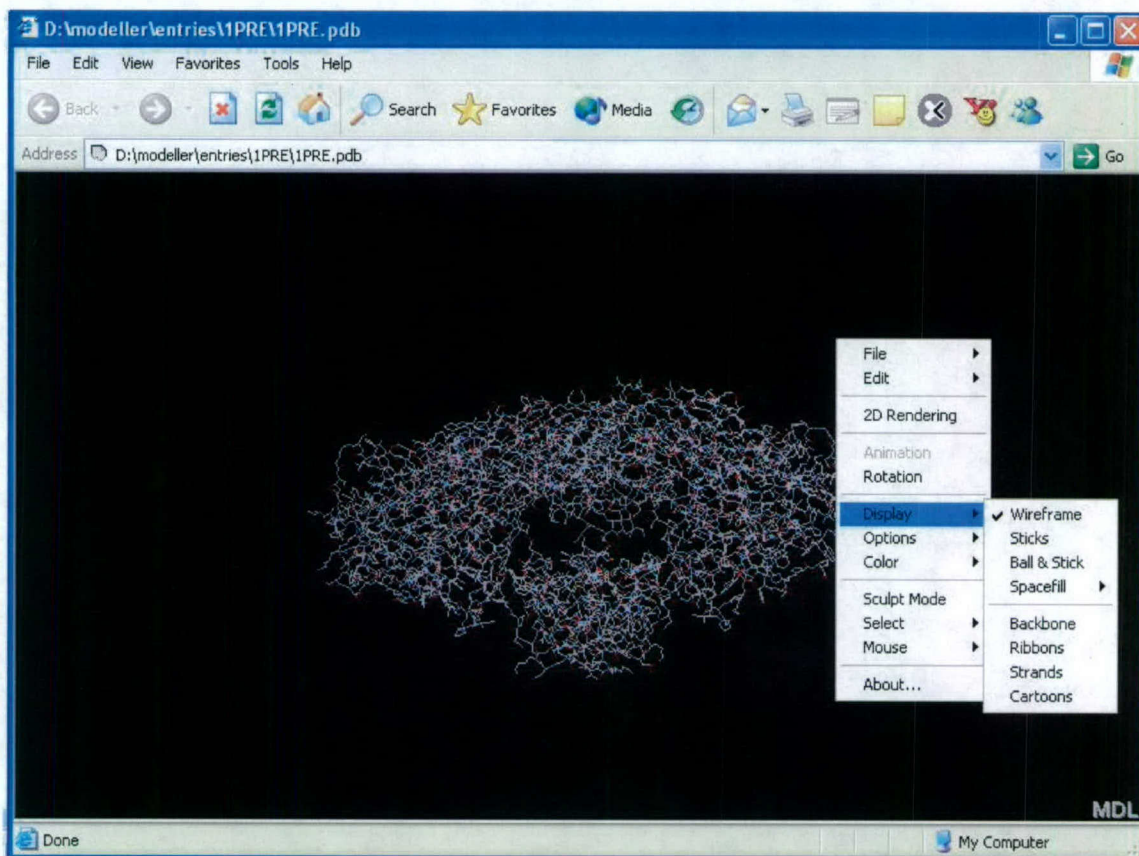 D:\modeller\entries\1PRE\1PRE.pdb
File Edit View Favorites Tools Help
Back Search Favorites Media
Address D:\modeller\entries\1PRE\1PRE.pdb Go
File
Edit
2D Rendering
Animation
Rotation
Display
Options
Color
Sculpt Mode
Select
Mouse
About...
Wireframe
Sticks
Ball & Stick
Spacefill
Backbone
Ribbons
Strands
Cartoons
MDL
Done My Computer